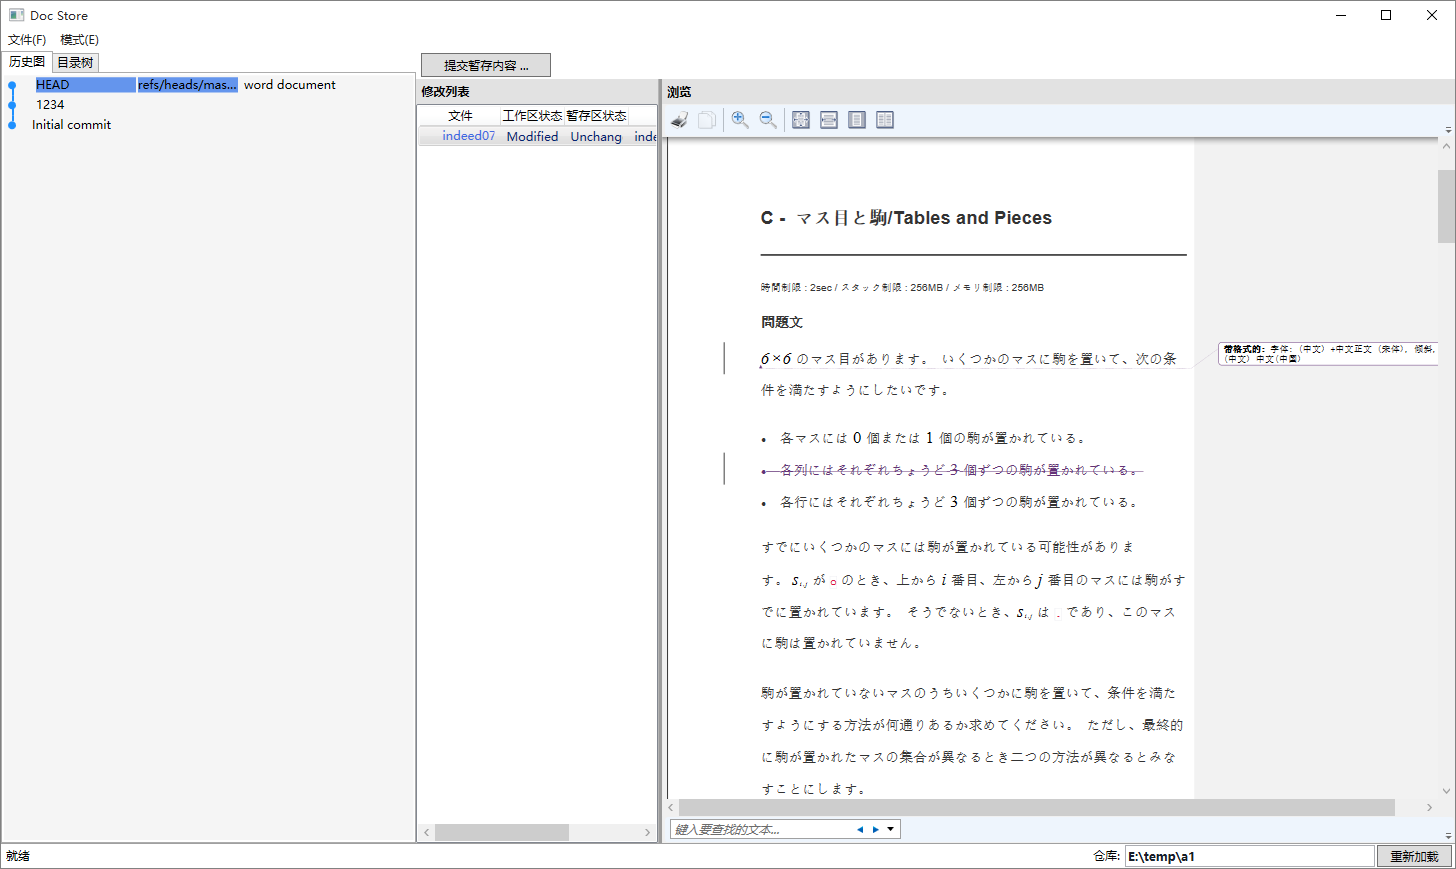 Doc Store
文件(F) 模式(E)
历史图 目录树
HEAD refs/heads/mas... word document
1234
Initial commit
提交暂存内容 ...
修改列表
文件 工作区状态 暂存区状态
indeed07 Modified Unchang inde
浏览
C - マス目と駒/Tables and Pieces
時間制限 : 2sec / スタック制限 : 256MB / メモリ制限 : 256MB
問題文
6×6 のマス目があります。 いくつかのマスに駒を置いて、次の条
件を満たすようにしたいです。
• 各マスには 0 個または 1 個の駒が置かれている。
• 各列にはそれぞれちょうど 3 個ずつの駒が置かれている。
• 各行にはそれぞれちょうど 3 個ずつの駒が置かれている。
すでにいくつかのマスには駒が置かれている可能性がありま
す。 si,j が o のとき、上から i 番目、左から j 番目のマスには駒がす
でに置かれています。 そうでないとき、si,j は . であり、このマス
に駒は置かれていません。
駒が置かれていないマスのうちいくつかに駒を置いて、条件を満た
すようにする方法が何通りあるか求めてください。 ただし、最終的
に駒が置かれたマスの集合が異なるとき二つの方法が異なるとみな
すことにします。
带格式的: 字体: (中文) +中文正文 (宋体), 倾斜,
(中文) 中文(中国)
键入要查找的文本...
就绪
仓库: E:\temp\a1 重新加载